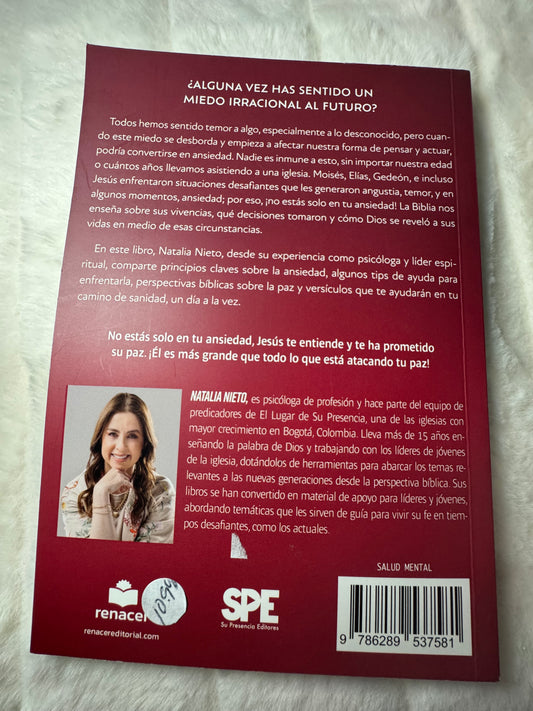 ¿ALGUNA VEZ HAS SENTIDO UN
MIEDO IRRACIONAL AL FUTURO?
Todos hemos sentido temor a algo, especialmente a lo desconocido, pero cuan-
do este miedo se desborda y empieza a afectar nuestra forma de pensar y actuar,
podría convertirse en ansiedad. Nadie es inmune a esto, sin importar nuestra edad
o cuántos años llevamos asistiendo a una iglesia. Moisés, Elías, Gedeón, e incluso
Jesús enfrentaron situaciones desafiantes que les generaron angustia, temor, y en
algunos momentos, ansiedad; por eso, ¡no estás solo en tu ansiedad! La Biblia nos
enseña sobre sus vivencias, qué decisiones tomaron y cómo Dios se reveló a sus
vidas en medio de esas circunstancias.
En este libro, Natalia Nieto, desde su experiencia como psicóloga y líder espi-
ritual, comparte principios claves sobre la ansiedad, algunos tips de ayuda para
enfrentarla, perspectivas bíblicas sobre la paz y versículos que te ayudarán en tu
camino de sanidad, un día a la vez.
No estás solo en tu ansiedad, Jesús te entiende y te ha prometido
su paz. ¡Él es más grande que todo lo que está atacando tu paz!
NATALIA NIETO, es psicóloga de profesión y hace parte del equipo de
predicadores de El Lugar de Su Presencia, una de las iglesias con
mayor crecimiento en Bogotá, Colombia. Lleva más de 15 años en-
señando la palabra de Dios y trabajando con los líderes de jóvenes
de la iglesia, dotándolos de herramientas para abarcar los temas re-
levantes a las nuevas generaciones desde la perspectiva bíblica. Sus
libros se han convertido en material de apoyo para líderes y jóvenes,
abordando temáticas que les sirven de guía para vivir su fe en tiem-
pos desafiantes, como los actuales.
SALUD MENTAL
renacer
renacereditorial.com
10.99
SPE
Su Presencia Editores
9 786289 537581